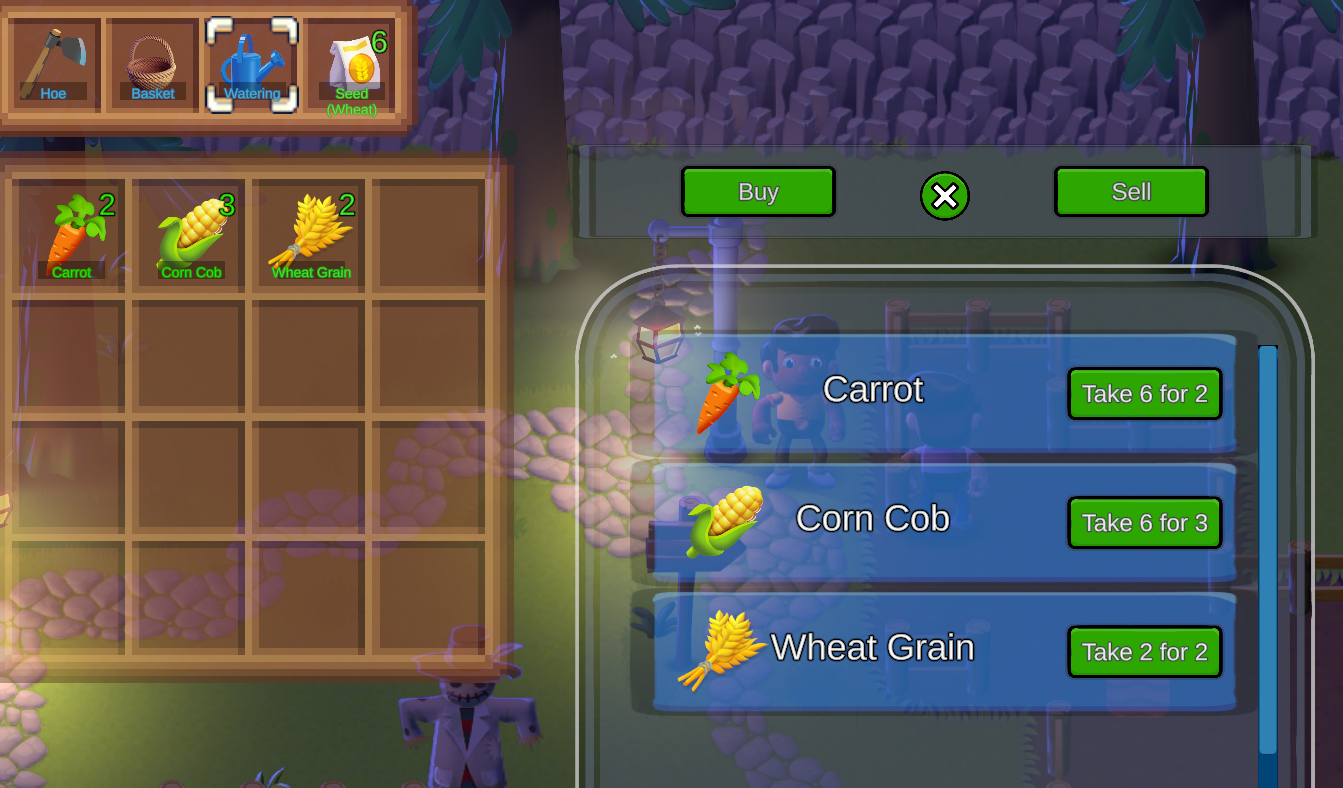 6
Hoe
Basket
Watering
Seed
(Wheat)
2
3
2
Carrot
Corn Cob
Wheat Grain
Buy
Sell
Carrot
Take 6 for 2
Corn Cob
Take 6 for 3
Wheat Grain
Take 2 for 2